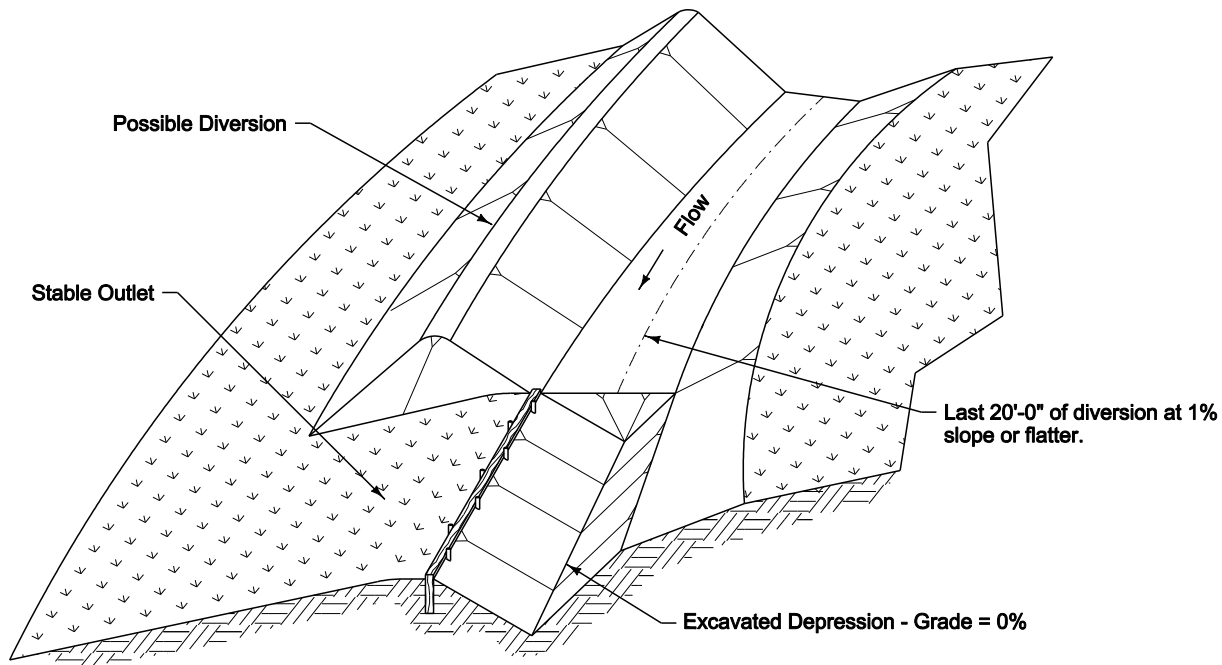 Possible Diversion
Flow
Stable Outlet
Last 20'-0" of diversion at 1%
slope or flatter.
Excavated Depression - Grade = 0%